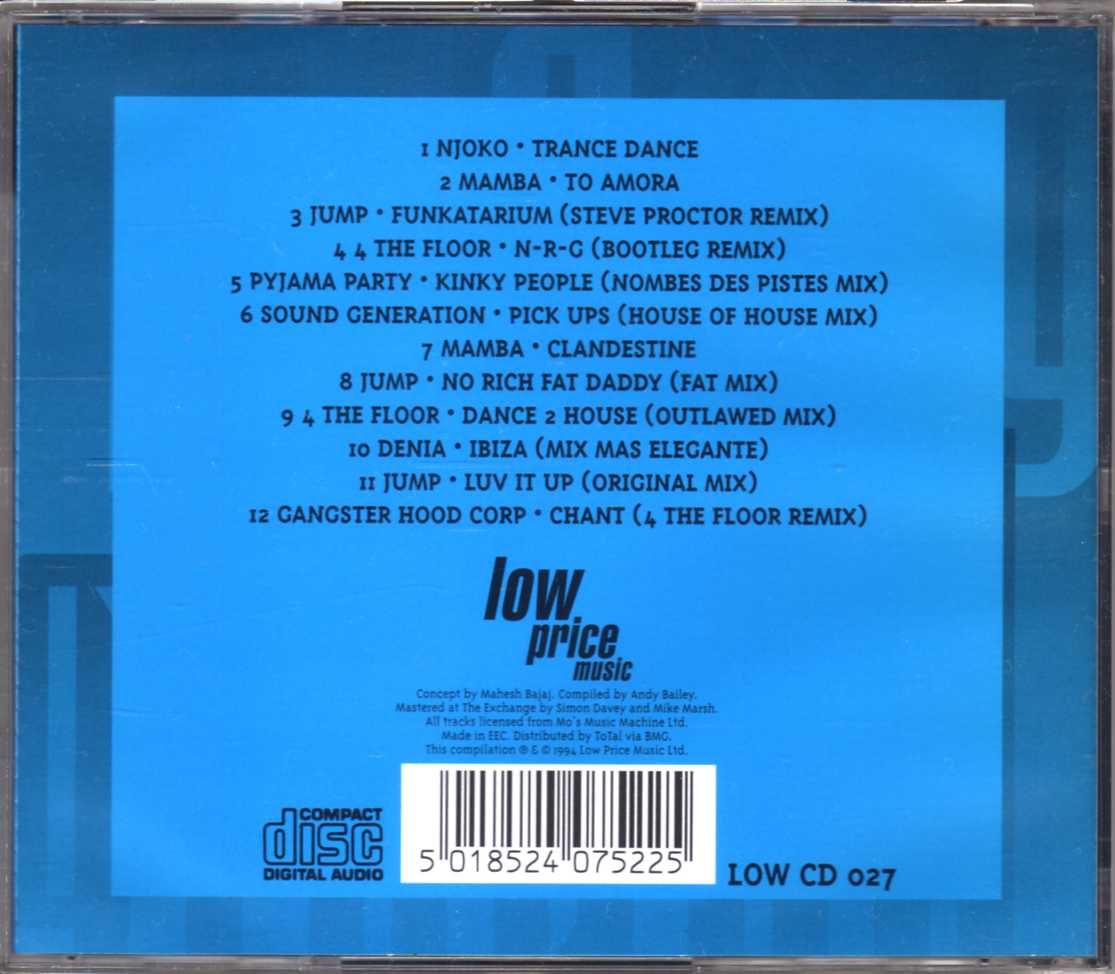 1 NJOKO • TRANCE DANCE
2 MAMBA • TO AMORA
3 JUMP • FUNKATARIUM (STEVE PROCTOR REMIX)
4 4 THE FLOOR • N-R-G (BOOTLEG REMIX)
5 PYJAMA PARTY • KINKY PEOPLE (NOMBES DES PISTES MIX)
6 SOUND GENERATION • PICK UPS (HOUSE OF HOUSE MIX)
7 MAMBA • CLANDESTINE
8 JUMP • NO RICH FAT DADDY (FAT MIX)
9 4 THE FLOOR • DANCE 2 HOUSE (OUTLAWED MIX)
10 DENIA • IBIZA (MIX MAS ELEGANTE)
11 JUMP • LUV IT UP (ORIGINAL MIX)
12 GANGSTER HOOD CORP • CHANT (4 THE FLOOR REMIX)
low
price
music
Concept by Mahesh Bajaj. Compiled by Andy Bailey.
Mastered at The Exchange by Simon Davey and Mike Marsh.
All tracks licensed from Mo's Music Machine Ltd.
Made in EEC. Distributed by ToTal via BMG.
This compilation ℗ & © 1994 Low Price Music Ltd.
COMPACT
disc
DIGITAL AUDIO
5 018524 075225
LOW CD 027